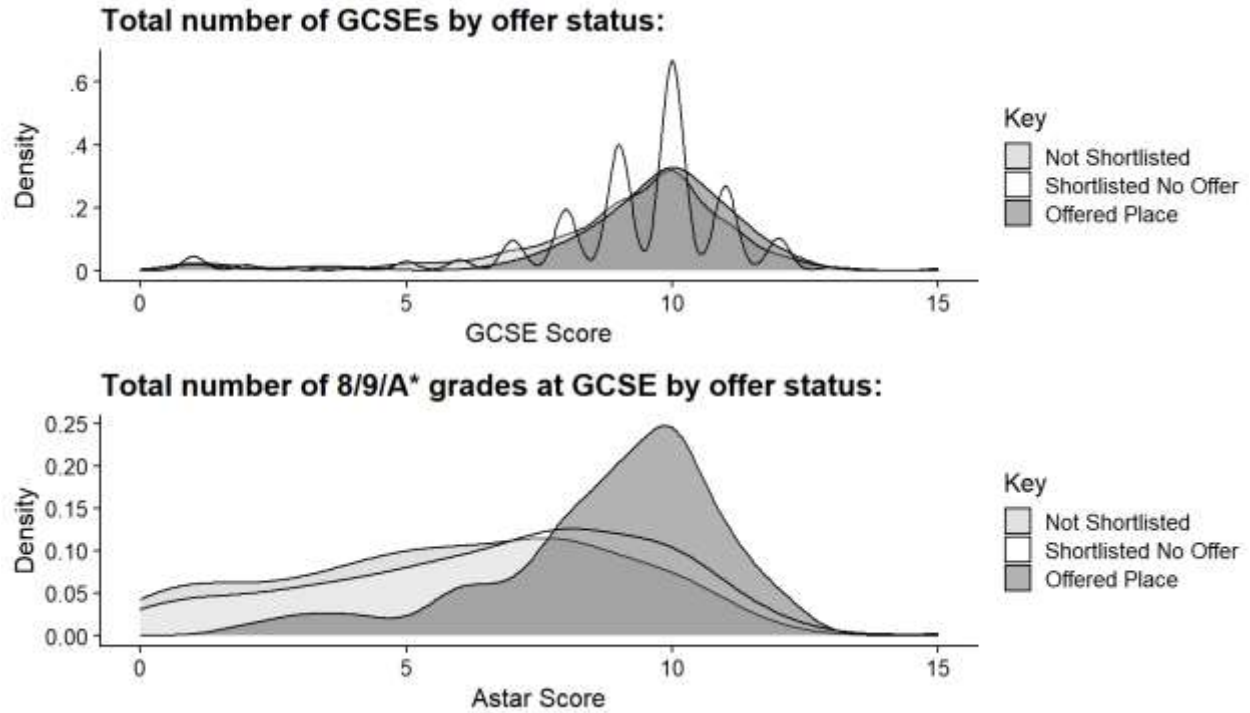 Total number of GCSEs by offer status:
.6
.4
.2
0
Density
0 5 10 15
GCSE Score
Key
Not Shortlisted
Shortlisted No Offer
Offered Place
Total number of 8/9/A* grades at GCSE by offer status:
0.25
0.20
0.15
0.10
0.05
0.00
Density
0 5 10 15
Astar Score
Key
Not Shortlisted
Shortlisted No Offer
Offered Place